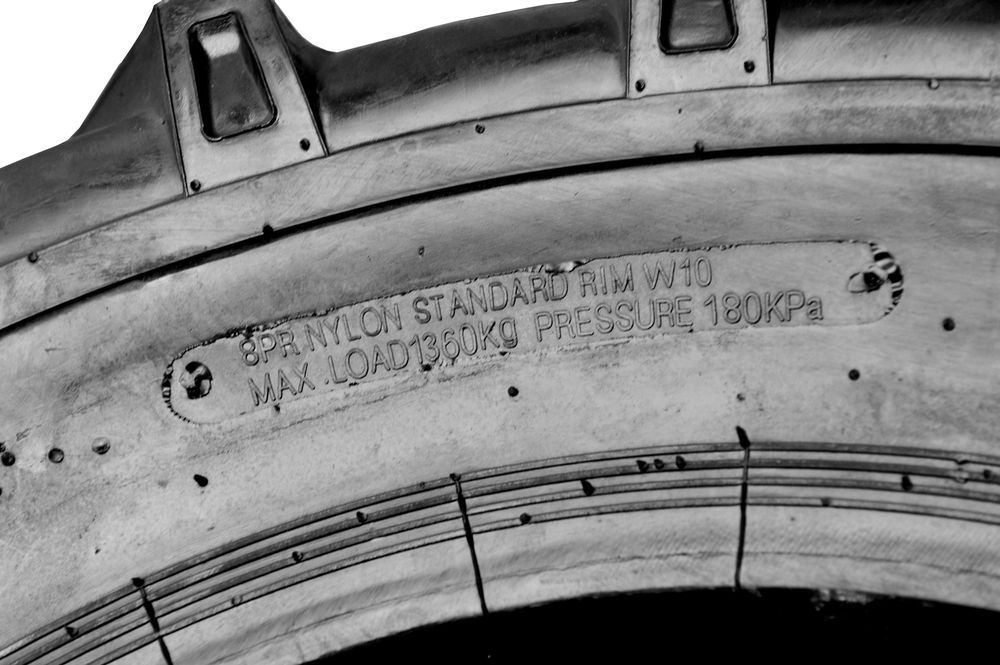 8PR NYLON STANDARD RIM W10
MAX .LOAD1360Kg PRESSURE 180KPa